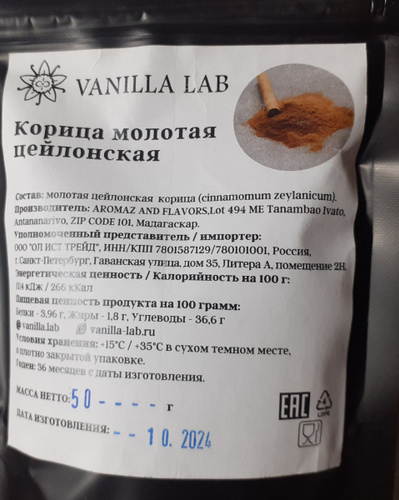 VANILLA LAB
Корица молотая
цейлонская
Состав: молотая цейлонская корица (cinnamomum zeylanicum).
Производитель: AROMAZ AND FLAVORS.Lot 494 ME Tanambao Ivato,
Antananarivo, ZIP CODE 101, Мадагаскар.
Уполномоченный представитель / импортер:
ООО "ОЛ ИСТ ТРЕЙД", ИНН/КПП 7801587129/780101001, Россия,
г.Санкт-Петербург, Гаванская улица, дом 35, Литера А, помещение 2Н.
Энергетическая ценность / Калорийность на 100 г:
1114 кДж / 266 кКал
Пищевая ценность продукта на 100 грамм:
Белки - 3,96 г, Жиры - 1,8 г, Углеводы - 36,6 г
vanilla.lab vanilla-lab.ru
Условия хранения: +15°C / +35°C в сухом темном месте,
в плотно закрытой упаковке.
Годен: 36 месяцев с даты изготовления.
МАССА НЕТТО: 50 - - - - г
ДАТА ИЗГОТОВЛЕНИЯ: - - 10. 2024
EAC
4
LDPE